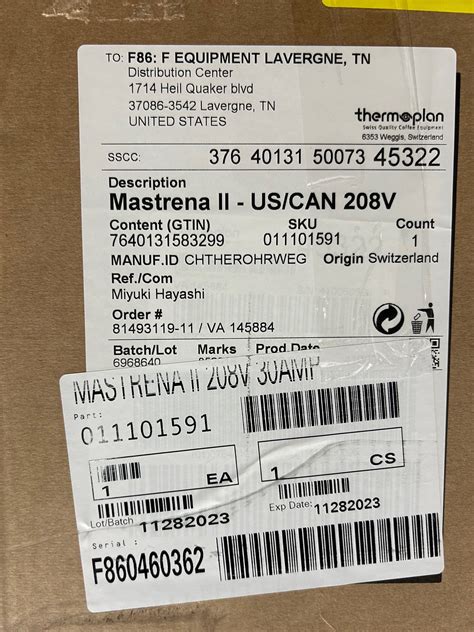 TO: F86: F EQUIPMENT LAVERGNE, TN
Distribution Center
1714 Heil Quaker blvd
37086-3542 Lavergne, TN
UNITED STATES
thermoplan
Swiss Quality Coffee Equipment
6353 Weggis, Switzerland
SSCC: 376 40131 50073 45322
Description
Mastrena II - US/CAN 208V
Content (GTIN) SKU Count
7640131583299 011101591 1
MANUF.ID CHTHEROHRWEG Origin Switzerland
Ref./Com
Miyuki Hayashi
Order #
81493119-11 / VA 145884
Batch/Lot Marks Prod.Date
6968640
MASTRENA II 208V 30AMP
Part:
011101591
1 EA
1 CS
Lot/Batch 11282023
Exp Date: 11282023
Serial :
F860460362